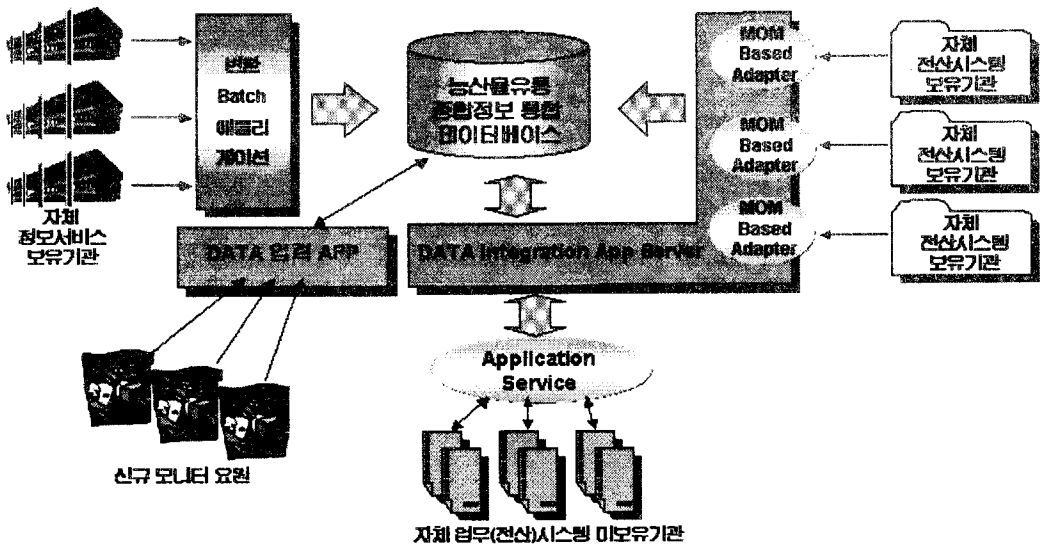 변환
Batch
애플리
케이션
농산물유통
종합정보 통합
데이터베이스
MOM
Based
Adapter
MOM
Based
Adapter
MOM
Based
Adapter
자체
전산시스템
보유기관
자체
전산시스템
보유기관
자체
전산시스템
보유기관
자체
정보서비스
보유기관
DATA 입력 APP
DATA Integration App Server
Application
Service
신규 모니터 요원
자체 업무(전산)시스템 미보유기관